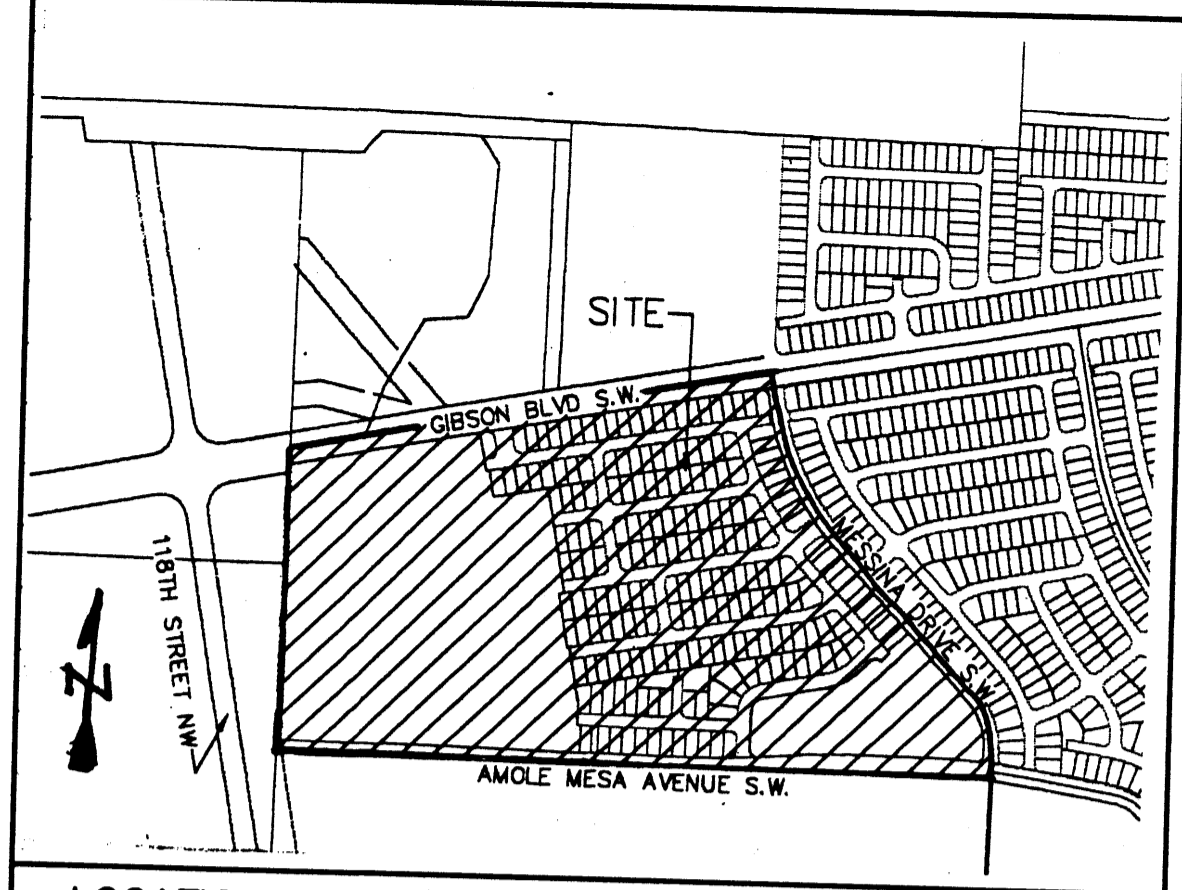 SITE
GIBSON BLVD S.W.
MESSINA DRIVE S.W.
118TH STREET NW
N
AMOLE MESA AVENUE S.W.